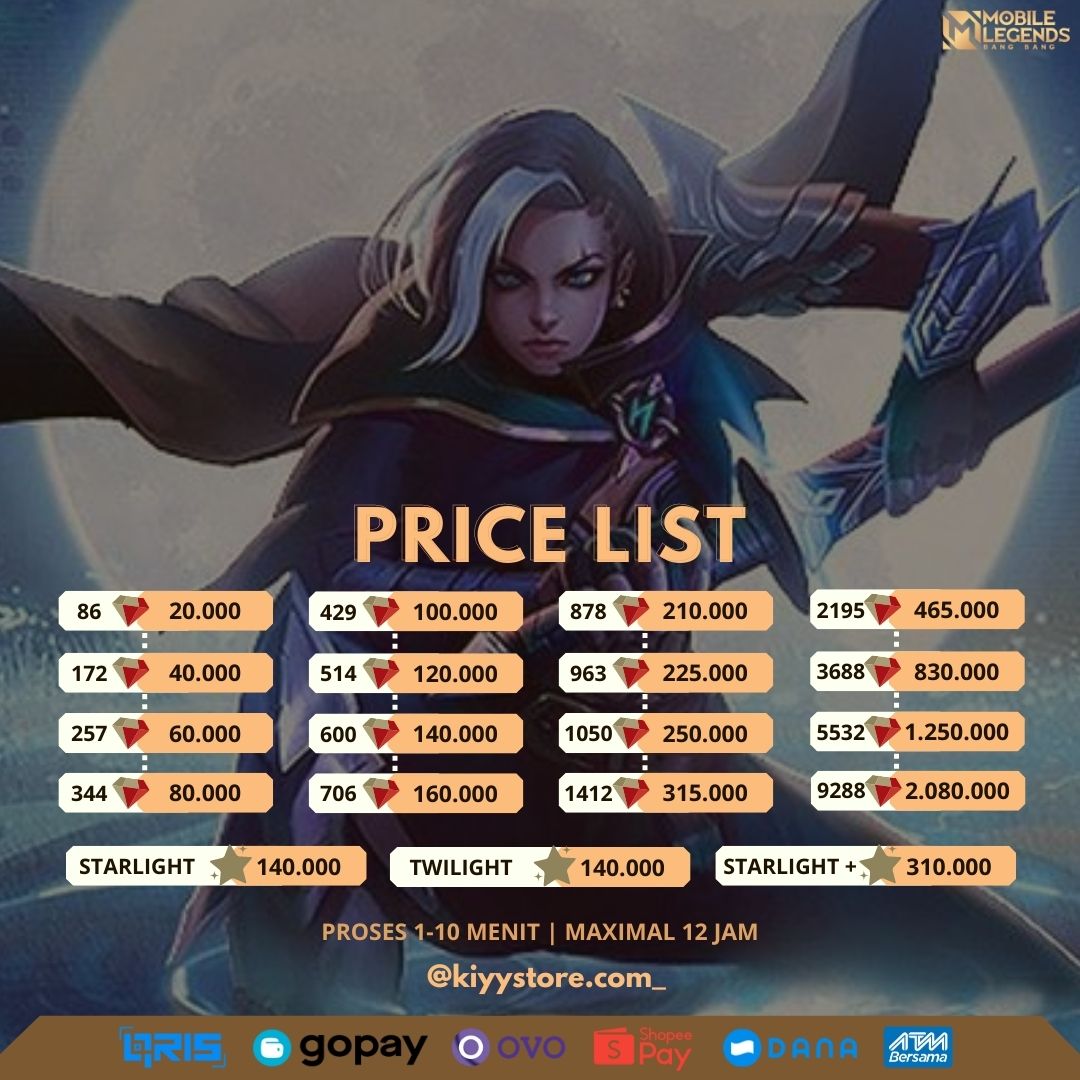 MOBILE
LEGENDS
BANG BANG
PRICE LIST
86 20.000
429 100.000
878 210.000
2195 465.000
172 40.000
514 120.000
963 225.000
3688 830.000
257 60.000
600 140.000
1050 250.000
5532 1.250.000
344 80.000
706 160.000
1412 315.000
9288 2.080.000
STARLIGHT 140.000
TWILIGHT 140.000
STARLIGHT + 310.000
PROSES 1-10 MENIT | MAXIMAL 12 JAM
@kiyystore.com_
QRIS
gopay
OVO
Shopee
Pay
DANA
ATM
Bersama